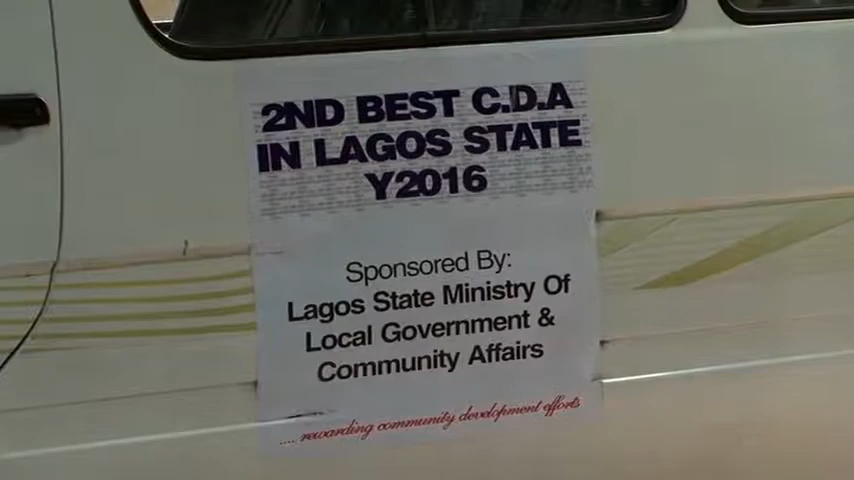 2ND BEST C.D.A
IN LAGOS STATE
Y2016
Sponsored By:
Lagos State Ministry Of
Local Government &
Community Affairs
.... rewarding community development efforts